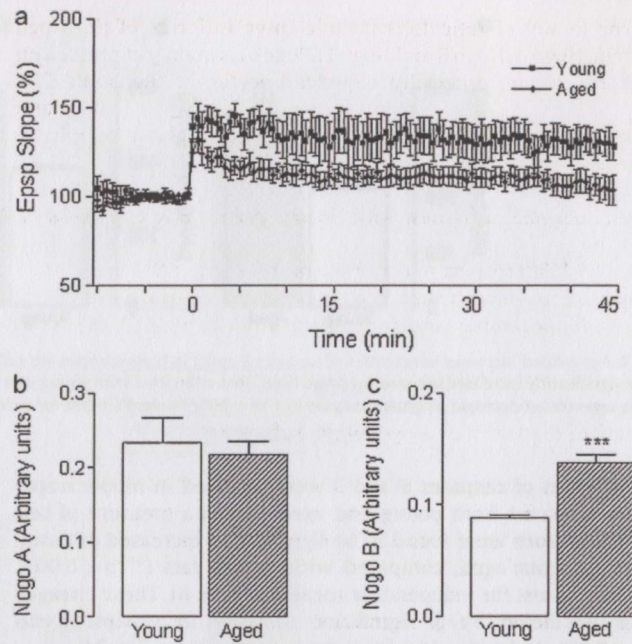 a
Young
Aged
Epsp Slope (%)
200
150
100
50
0 15 30 45
Time (min)
b
Nogo A (Arbitrary units)
0.3
0.2
0.1
0.0
Young Aged
c
Nogo B (Arbitrary units)
0.2
0.1
0.0
***
Young Aged